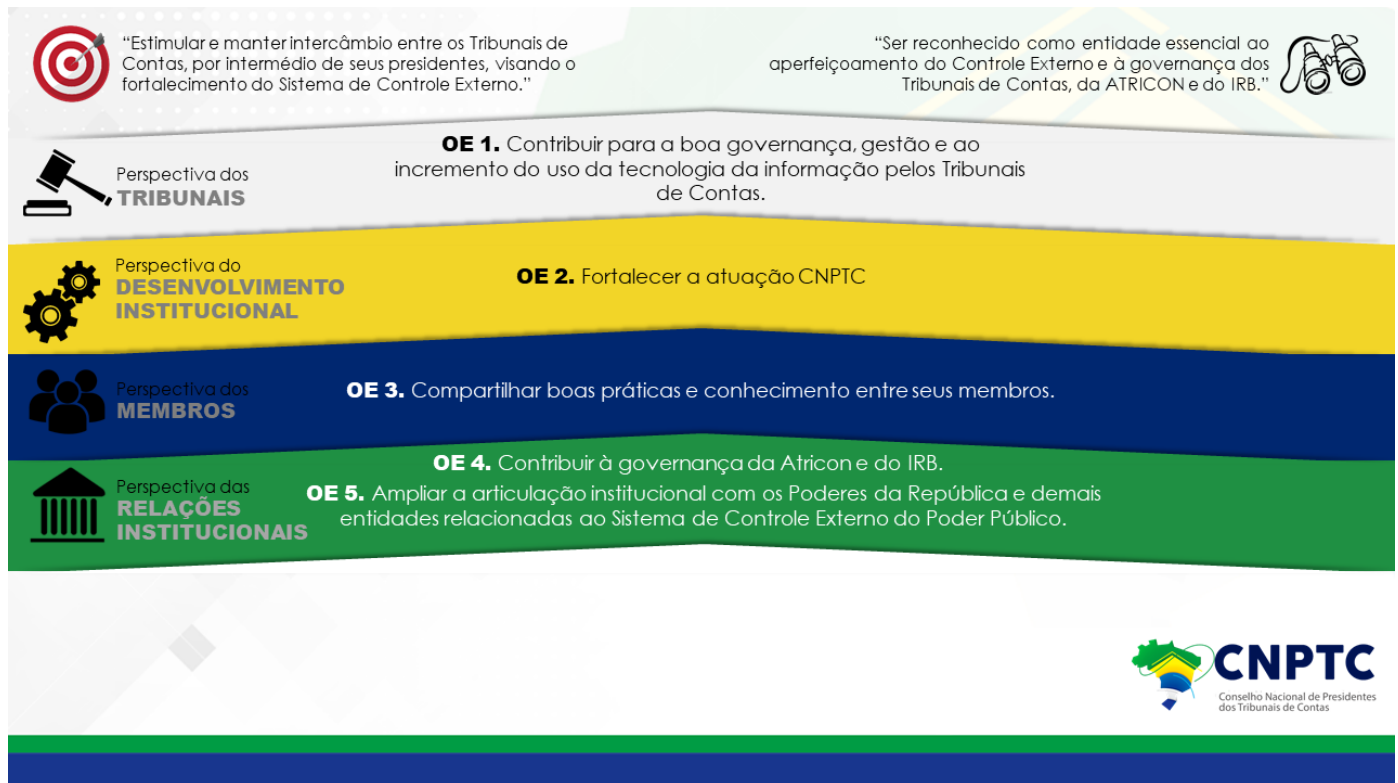 “Estimular e manter intercâmbio entre os Tribunais de
Contas, por intermédio de seus presidentes, visando o
fortalecimento do Sistema de Controle Externo.”
“Ser reconhecido como entidade essencial ao
aperfeiçoamento do Controle Externo e à governança dos
Tribunais de Contas, da ATRICON e do IRB.”
Perspectiva dos
TRIBUNAIS
OE 1. Contribuir para a boa governança, gestão e ao
incremento do uso da tecnologia da informação pelos Tribunais
de Contas.
Perspectiva do
DESENVOLVIMENTO
INSTITUCIONAL
OE 2. Fortalecer a atuação CNPTC
Perspectiva dos
MEMBROS
OE 3. Compartilhar boas práticas e conhecimento entre seus membros.
Perspectiva das
RELAÇÕES
INSTITUCIONAIS
OE 4. Contribuir à governança da Atricon e do IRB.
OE 5. Ampliar a articulação institucional com os Poderes da República e demais
entidades relacionadas ao Sistema de Controle Externo do Poder Público.
CNPTC
Conselho Nacional de Presidentes
dos Tribunais de Contas